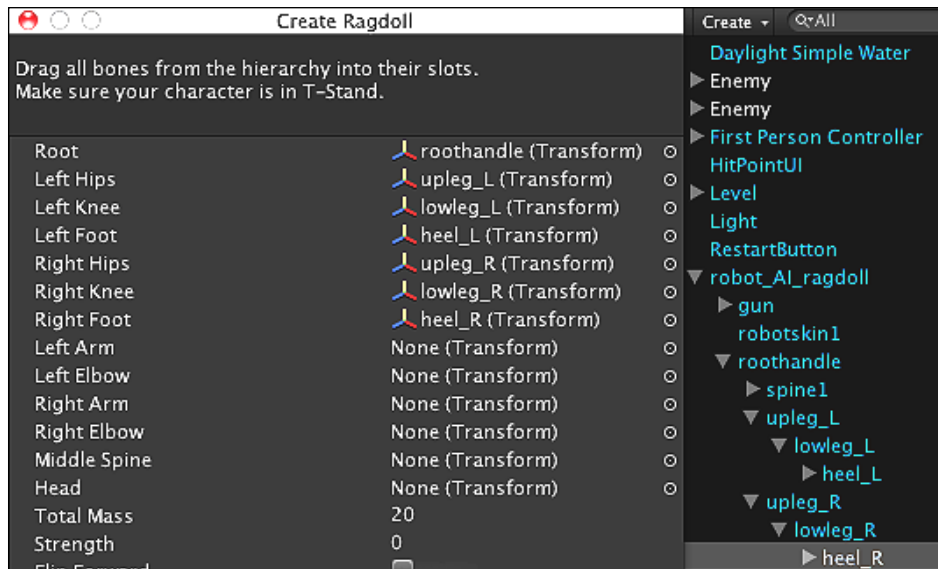 Create Ragdoll
Drag all bones from the hierarchy into their slots.
Make sure your character is in T-Stand.
Root roothandle (Transform)
Left Hips upleg_L (Transform)
Left Knee lowleg_L (Transform)
Left Foot heel_L (Transform)
Right Hips upleg_R (Transform)
Right Knee lowleg_R (Transform)
Right Foot heel_R (Transform)
Left Arm None (Transform)
Left Elbow None (Transform)
Right Arm None (Transform)
Right Elbow None (Transform)
Middle Spine None (Transform)
Head None (Transform)
Total Mass 20
Strength 0
Flip Forward
Create All
Daylight Simple Water
Enemy
Enemy
First Person Controller
HitPointUI
Level
Light
RestartButton
robot_AI_ragdoll
gun
robotskin1
roothandle
spine1
upleg_L
lowleg_L
heel_L
upleg_R
lowleg_R
heel_R